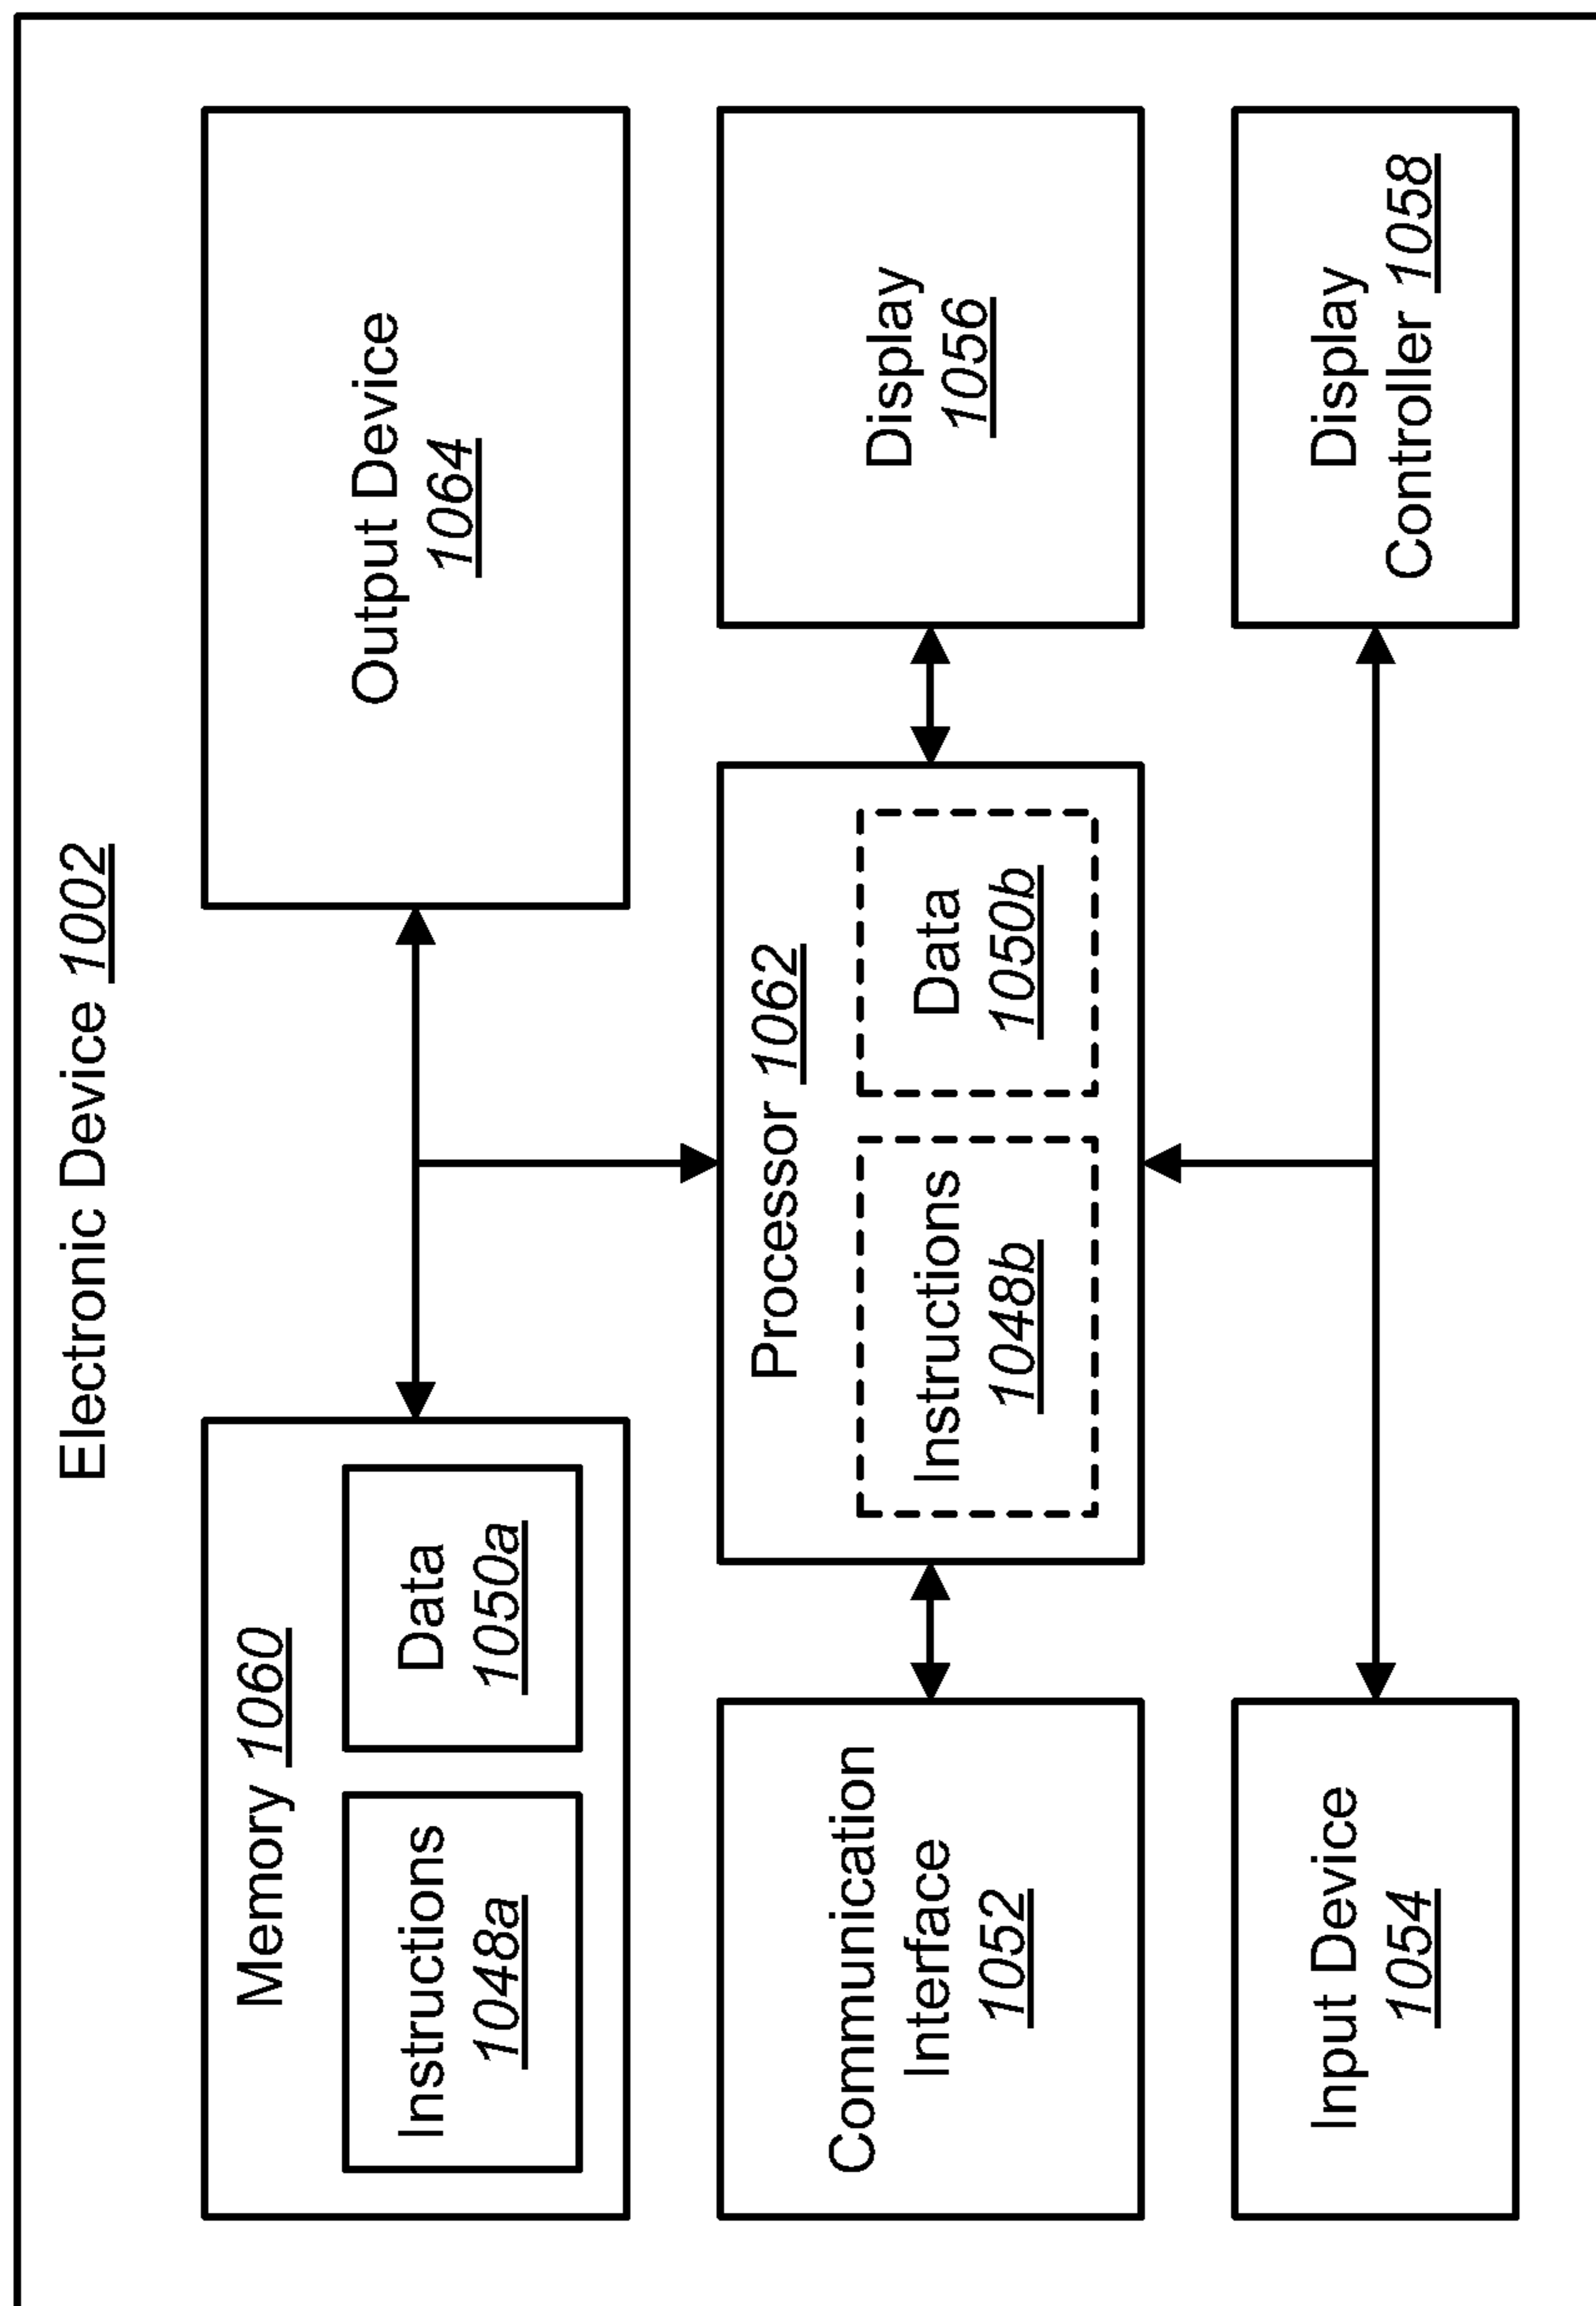 Electronic Device 1002
Memory 1060
Instructions
1048a
Data
1050a
Output Device
1064
Communication
Interface
1052
Processor 1062
Instructions
1048b
Data
1050b
Display
1056
Input Device
1054
Display
Controller 1058